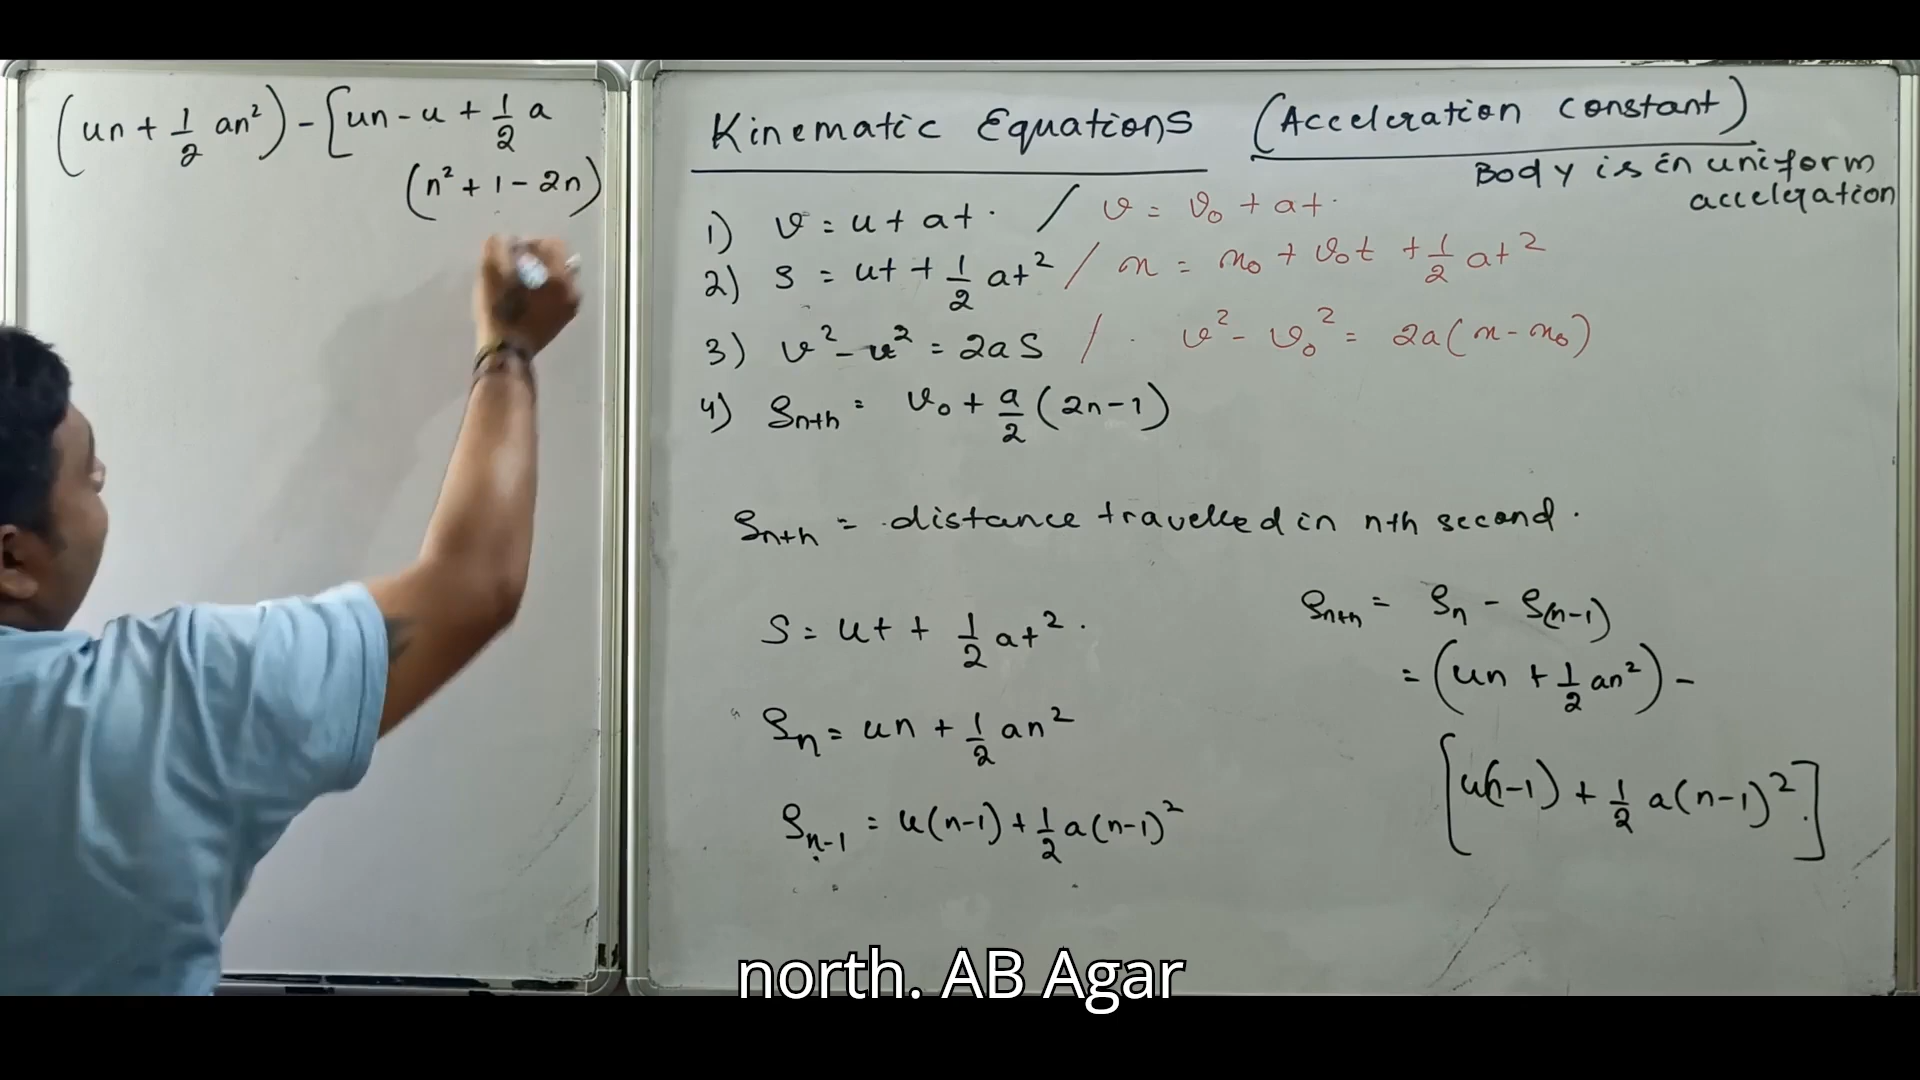 (un + 1/2 an²) - [un - u + 1/2 a
(n² + 1 - 2n)
Kinematic Equations (Acceleration constant)
Body is in uniform
acceleration
1) v = u + at. / v = v₀ + at.
2) S = ut + 1/2 at² / x = x₀ + v₀t + 1/2 at²
3) v² - u² = 2aS / v² - v₀² = 2a(x - x₀)
4) Snth = v₀ + a/2 (2n-1)
Snth = distance travelled in nth second.
S = ut + 1/2 at².
Sn = un + 1/2 an²
Sn-1 = u(n-1) + 1/2 a(n-1)²
Snth = Sn - S(n-1)
= (un + 1/2 an²) -
[u(n-1) + 1/2 a(n-1)².]
north. AB Agar